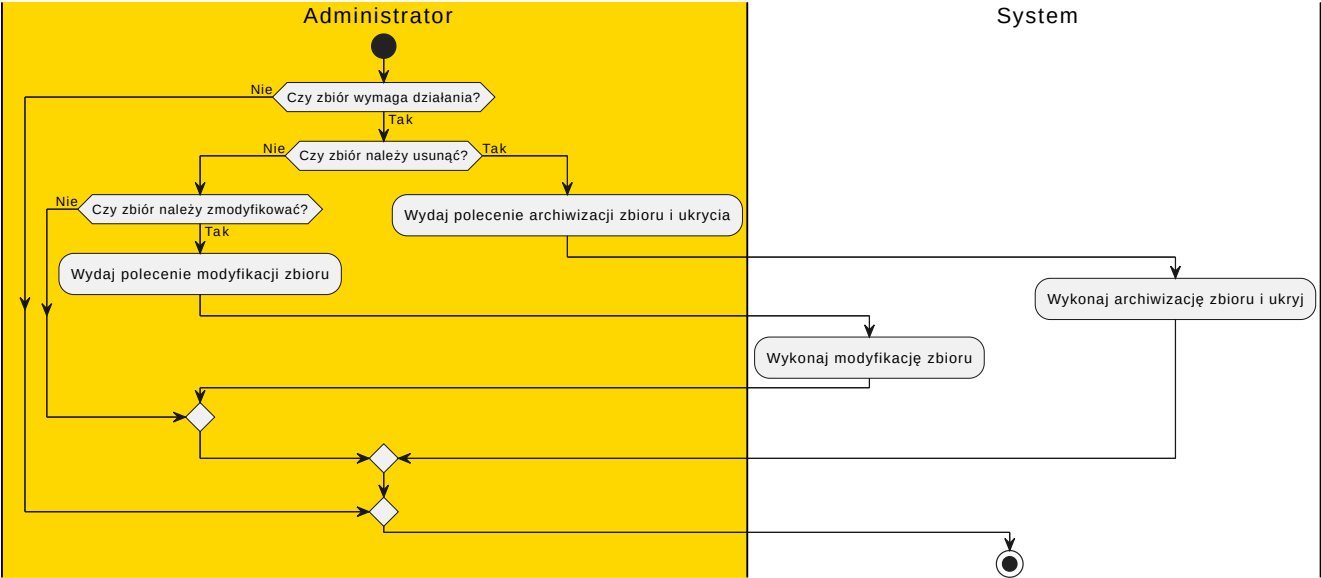 Administrator
System
Nie
Czy zbiór wymaga działania?
Tak
Nie
Czy zbiór należy usunąć?
Tak
Nie
Czy zbiór należy zmodyfikować?
Tak
Wydaj polecenie archiwizacji zbioru i ukrycia
Wydaj polecenie modyfikacji zbioru
Wykonaj archiwizację zbioru i ukryj
Wykonaj modyfikację zbioru